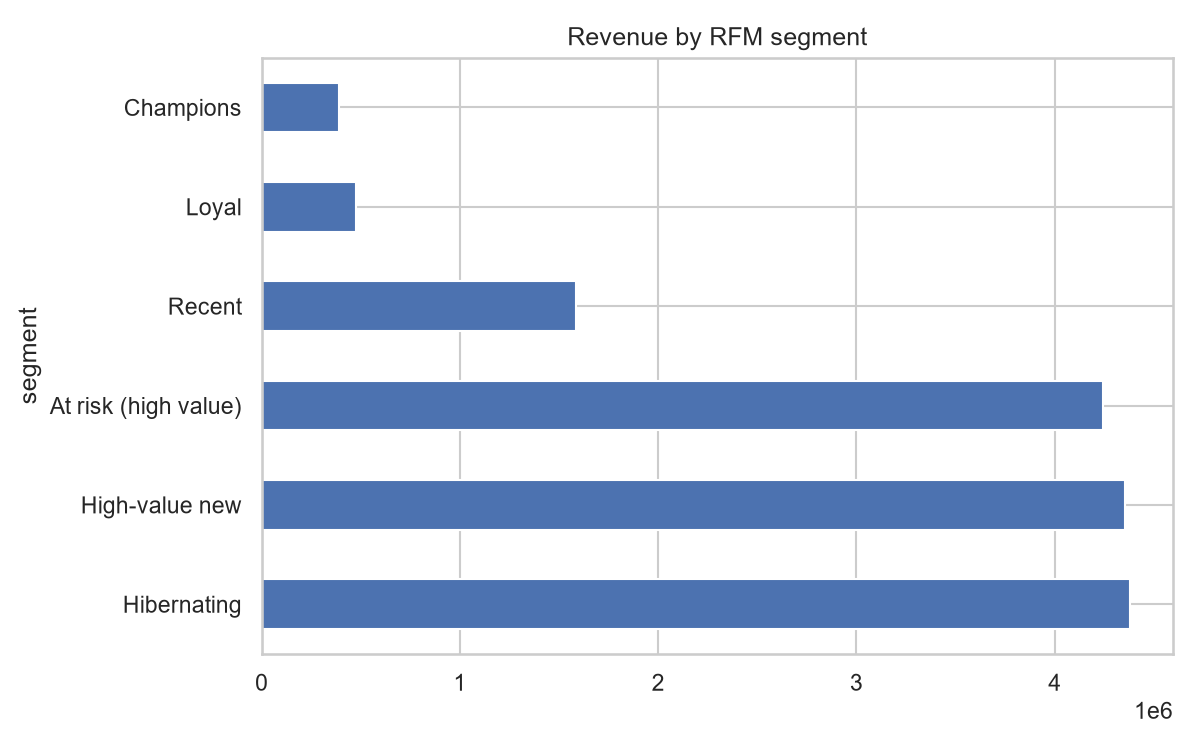 Revenue by RFM segment
Champions
Loyal
Recent
At risk (high value)
High-value new
Hibernating
segment
0 1 2 3 4
1e6